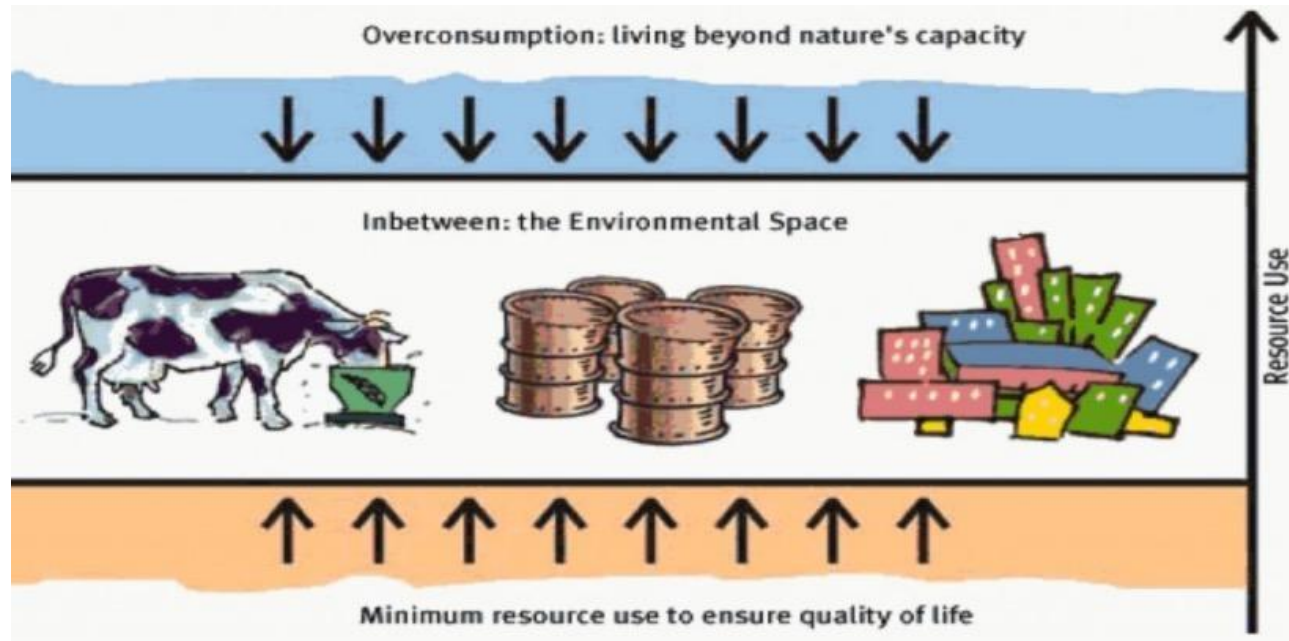 Overconsumption: living beyond nature's capacity
Inbetween: the Environmental Space
Resource Use
Minimum resource use to ensure quality of life